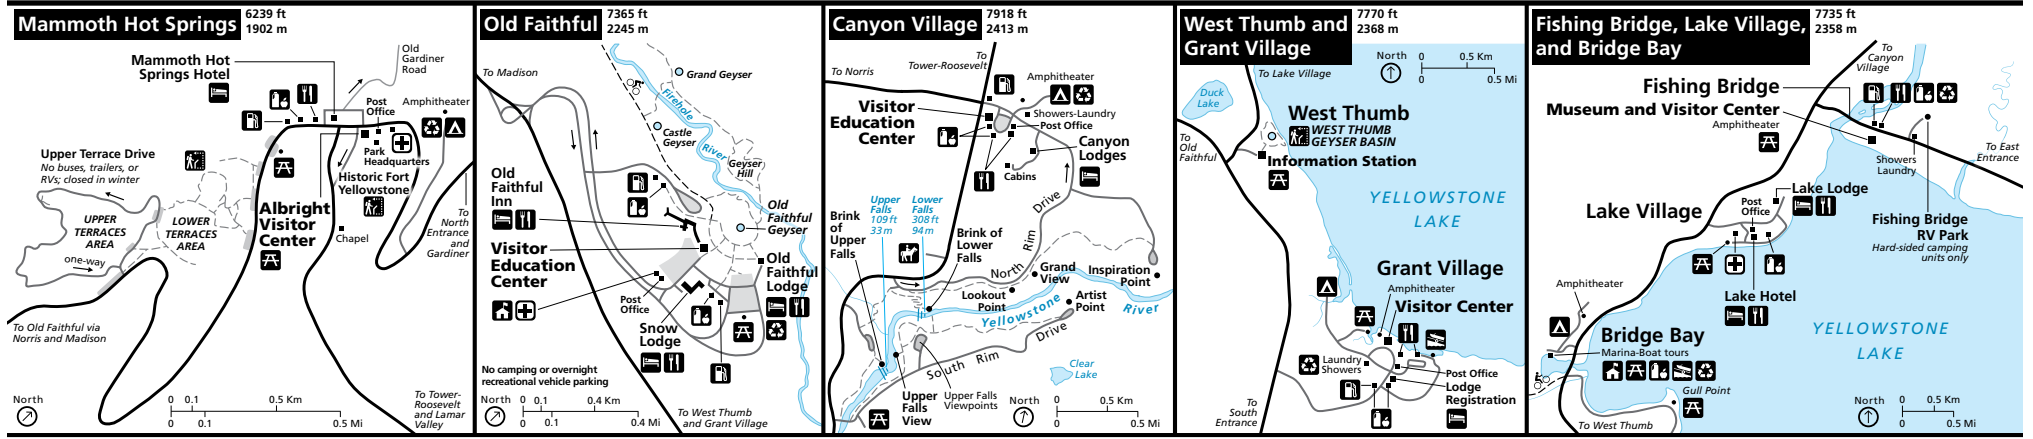 Mammoth Hot Springs
6239 ft
1902 m
Mammoth Hot
Springs Hotel
Old
Gardiner
Road
Post
Office
Amphitheater
Park
Headquarters
Upper Terrace Drive
No buses, trailers, or
RVs; closed in winter
Historic Fort
Yellowstone
UPPER
TERRACES
AREA
LOWER
TERRACES
AREA
Albright
Visitor
Center
Chapel
one-way
To
North
Entrance
and
Gardiner
To Old Faithful via
Norris and Madison
To Tower-
Roosevelt
and Lamar
Valley
North
0 0.1 0.5 Km
0 0.1 0.5 Mi
Old Faithful
7365 ft
2245 m
To Madison
Grand Geyser
Firehole
River
Castle
Geyser
Geyser
Hill
Old
Faithful
Inn
Old
Faithful
Geyser
Visitor
Education
Center
Old
Faithful
Lodge
Post
Office
Snow
Lodge
No camping or overnight
recreational vehicle parking
North
0 0.1 0.4 Km
0 0.1 0.4 Mi
To West Thumb
and Grant Village
Canyon Village
7918 ft
2413 m
To Norris
To
Tower-Roosevelt
Amphitheater
Visitor
Education
Center
Showers-Laundry
Post Office
Canyon
Lodges
Cabins
Upper
Falls
109 ft
33 m
Lower
Falls
308 ft
94 m
Brink
of
Upper
Falls
Brink of
Lower
Falls
North Rim Drive
Grand
View
Inspiration
Point
Lookout
Point
Artist
Point
Yellowstone River
South Rim Drive
Clear
Lake
Upper
Falls
View
Upper Falls
Viewpoints
North
0 0.5 Km
0 0.5 Mi
West Thumb and
Grant Village
7770 ft
2368 m
North
0 0.5 Km
0 0.5 Mi
To Lake Village
Duck
Lake
West Thumb
WEST THUMB
GEYSER BASIN
To
Old
Faithful
Information Station
YELLOWSTONE
LAKE
Grant Village
Amphitheater
Visitor Center
Laundry
Showers
Post Office
Lodge
Registration
To
South
Entrance
Fishing Bridge, Lake Village,
and Bridge Bay
7735 ft
2358 m
To
Canyon
Village
Fishing Bridge
Museum and Visitor Center
Amphitheater
To East
Entrance
Showers
Laundry
Lake Lodge
Post
Office
Lake Village
Fishing Bridge
RV Park
Hard-sided camping
units only
Amphitheater
Lake Hotel
Bridge Bay
Marina-Boat tours
YELLOWSTONE
LAKE
Gull Point
To West Thumb
North
0 0.5 Km
0 0.5 Mi